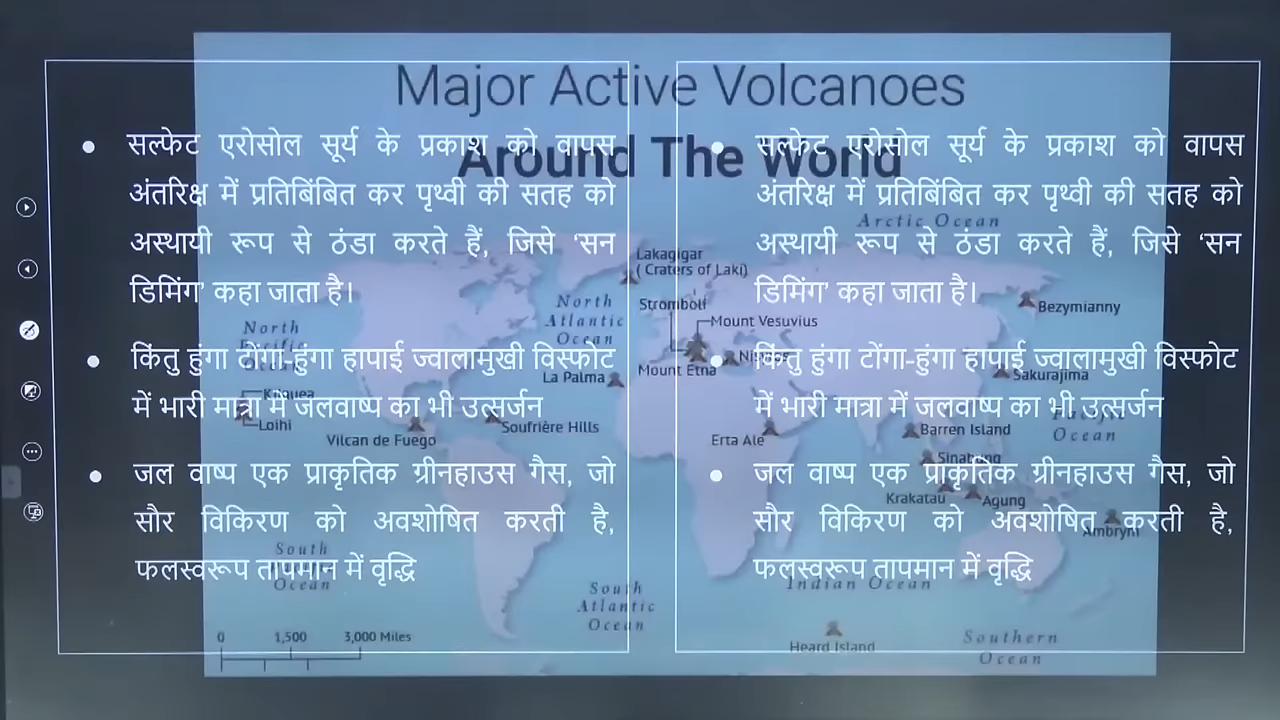 Major Active Volcanoes
Around The World
सल्फेट एरोसोल सूर्य के प्रकाश को वापस
अंतरिक्ष में प्रतिबिंबित कर पृथ्वी की सतह को
अस्थायी रूप से ठंडा करते हैं, जिसे ‘सन
डिमिंग’ कहा जाता है।
किंतु हुंगा टोंगा-हुंगा हापाई ज्वालामुखी विस्फोट
में भारी मात्रा में जलवाष्प का भी उत्सर्जन
जल वाष्प एक प्राकृतिक ग्रीनहाउस गैस, जो
सौर विकिरण को अवशोषित करती है,
फलस्वरूप तापमान में वृद्धि
सल्फेट एरोसोल सूर्य के प्रकाश को वापस
अंतरिक्ष में प्रतिबिंबित कर पृथ्वी की सतह को
अस्थायी रूप से ठंडा करते हैं, जिसे ‘सन
डिमिंग’ कहा जाता है।
किंतु हुंगा टोंगा-हुंगा हापाई ज्वालामुखी विस्फोट
में भारी मात्रा में जलवाष्प का भी उत्सर्जन
जल वाष्प एक प्राकृतिक ग्रीनहाउस गैस, जो
सौर विकिरण को अवशोषित करती है,
फलस्वरूप तापमान में वृद्धि
Arctic Ocean
Lakagigar
( Craters of Laki)
North
Atlantic
Ocean
Stromboli
Mount Vesuvius
Bezymianny
North
Pacific
Ocean
Mount Etna
La Palma
Sakurajima
Kilauea
Loihi
Vilcan de Fuego
Soufrière Hills
Erta Ale
Barren Island
Pacific
Ocean
Sinabung
Krakatau
Agung
Ambrym
South
Ocean
South
Atlantic
Ocean
Indian Ocean
Heard Island
Southern
Ocean
0 1,500 3,000 Miles